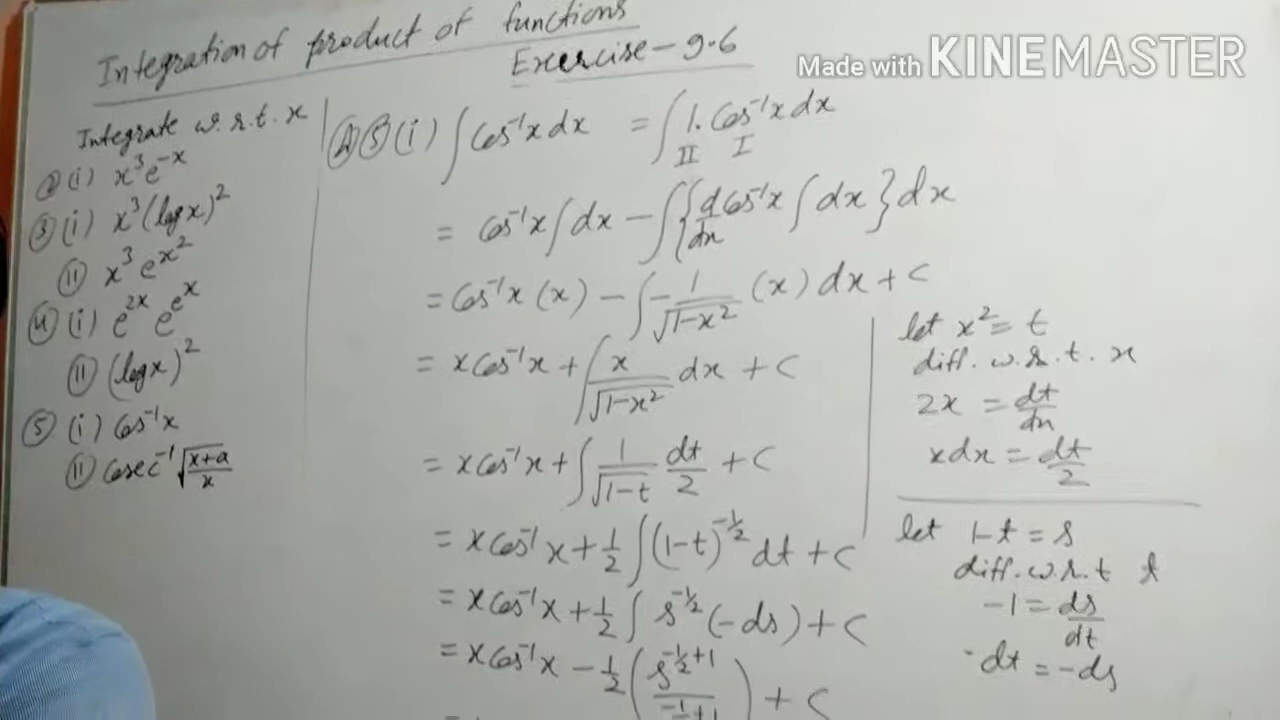 Integration of product of functions
Exercise - 9.6
Made with KINEMASTER
Integrate w.r.t. x
② (i) x³e⁻ˣ
③ (i) x³(log x)²
(ii) x³ e^x²
④ (i) e²ˣ e^eˣ
(ii) (log x)²
⑤ (i) Cos⁻¹x
(ii) Cosec⁻¹ √((x+a)/x)
⑤ (i) ∫ Cos⁻¹x dx = ∫ 1. Cos⁻¹x dx
II I
= Cos⁻¹x ∫ dx − ∫ { d/dx Cos⁻¹x ∫ dx } dx
= Cos⁻¹x (x) − ∫ − 1/√(1−x²) (x) dx + C
= x Cos⁻¹x + ∫ x/√(1−x²) dx + C
= x Cos⁻¹x + ∫ 1/√(1−t) dt/2 + C
= x Cos⁻¹x + 1/2 ∫ (1−t)^(−1/2) dt + C
= x Cos⁻¹x + 1/2 ∫ s^(−1/2) (−ds) + C
= x Cos⁻¹x − 1/2 ( s^(−1/2+1) / (−1/2+1) ) + C
let x² = t
diff. w.r.t. x
2x = dt/dx
x dx = dt/2
let 1−t = s
diff. w.r.t t
−1 = ds/dt
dt = −ds